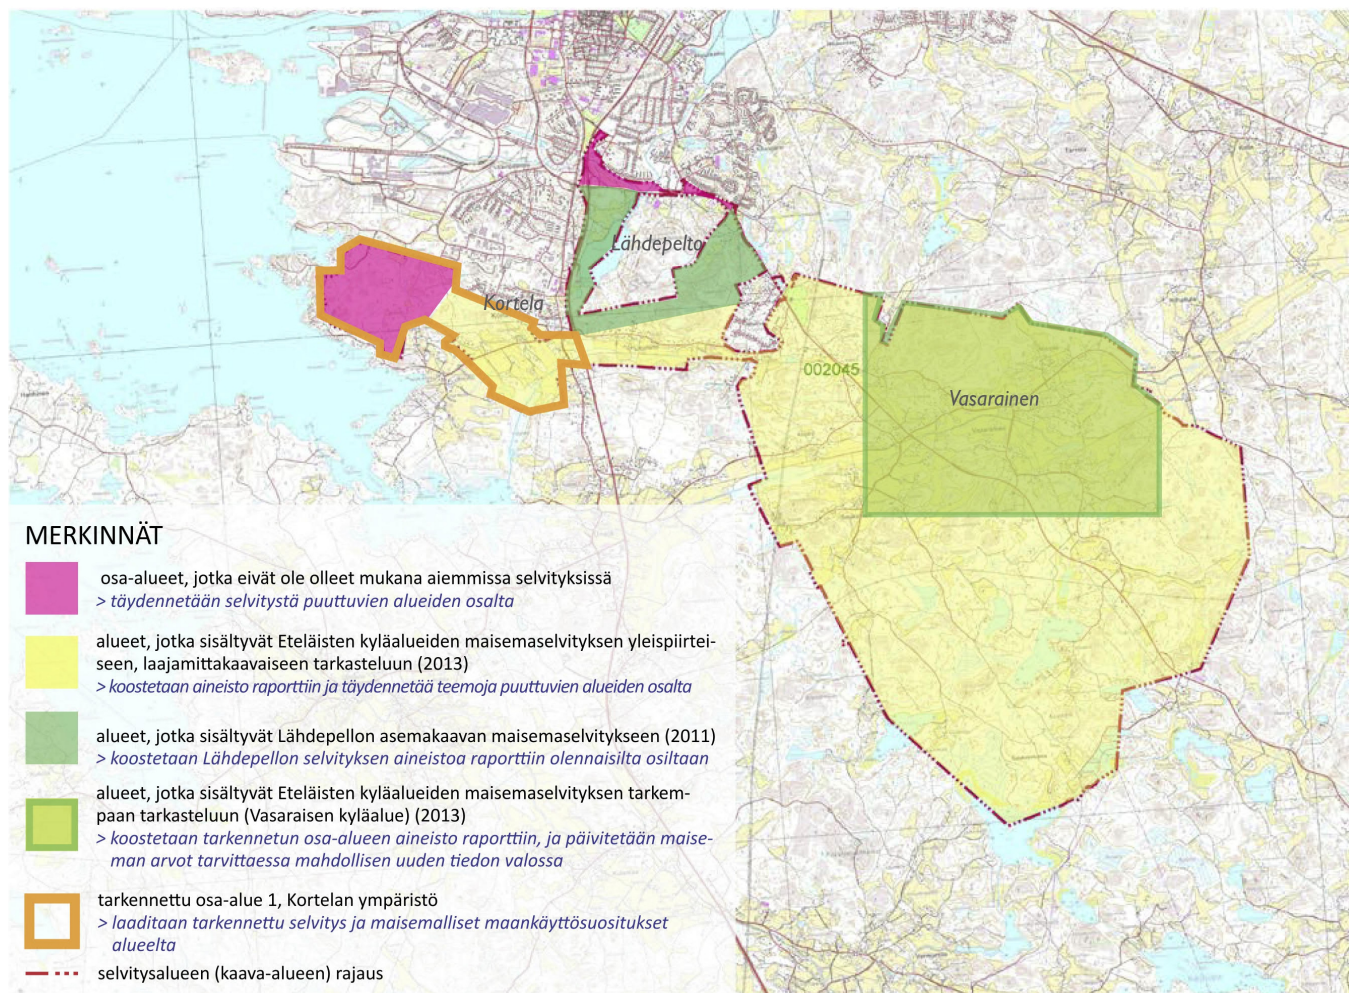 Lähdepelto
Kortela
002045
Vasarainen
MERKINNÄT
osa-alueet, jotka eivät ole olleet mukana aiemmissa selvityksissä
> täydennetään selvitystä puuttuvien alueiden osalta
alueet, jotka sisältyvät Eteläisten kyläalueiden maisemaselvityksen yleispiirtei-
seen, laajamittakaavaiseen tarkasteluun (2013)
> koostetaan aineisto raporttiin ja täydennetää teemoja puuttuvien alueiden osalta
alueet, jotka sisältyvät Lähdepellon asemakaavan maisemaselvitykseen (2011)
> koostetaan Lähdepellon selvityksen aineistoa raporttiin olennaisilta osiltaan
alueet, jotka sisältyvät Eteläisten kyläalueiden maisemaselvityksen tarkem-
paan tarkasteluun (Vasaraisen kyläalue) (2013)
> koostetaan tarkennetun osa-alueen aineisto raporttiin, ja päivitetään maise-
man arvot tarvittaessa mahdollisen uuden tiedon valossa
tarkennettu osa-alue 1, Kortelan ympäristö
> laaditaan tarkennettu selvitys ja maisemalliset maankäyttösuositukset
alueelta
selvitysalueen (kaava-alueen) rajaus